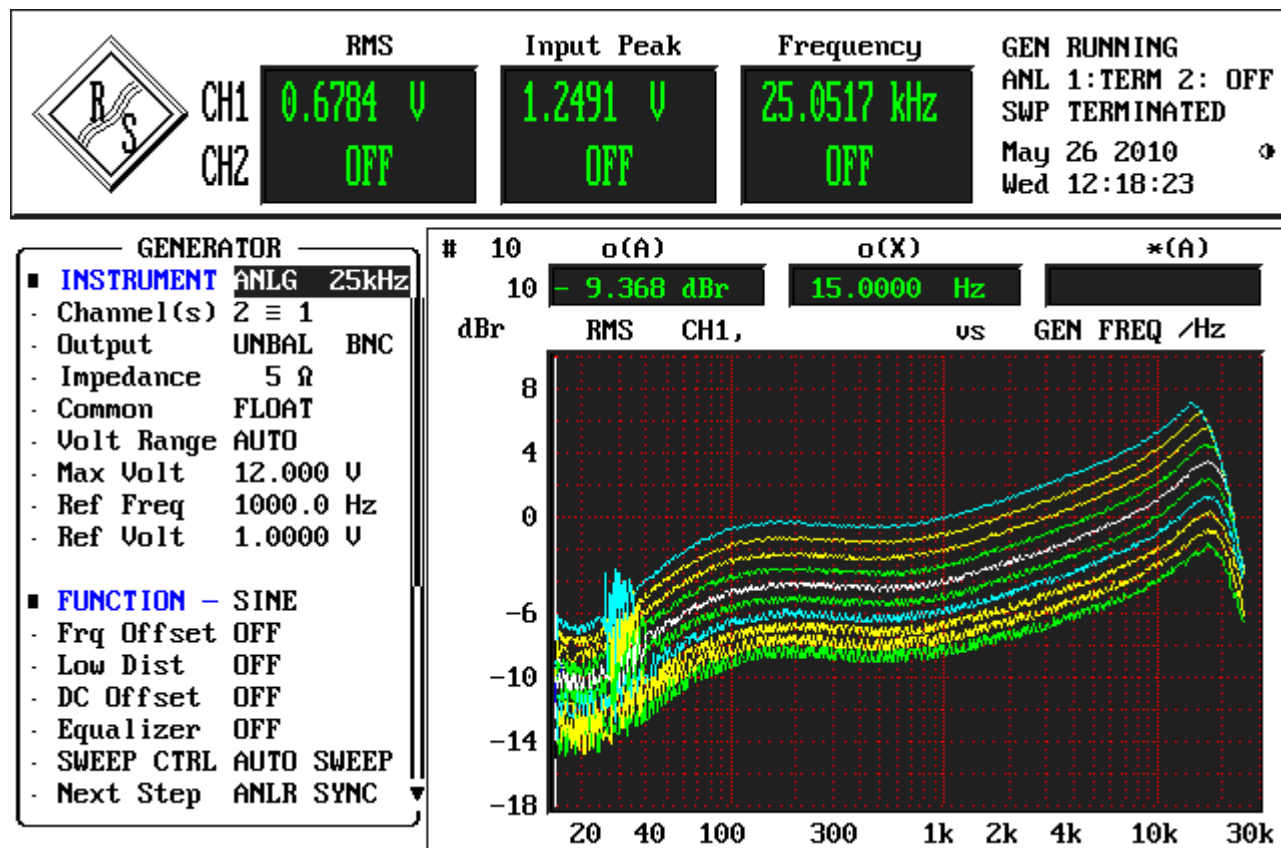 RMS Input Peak Frequency
R S
CH1 0.6784 V 1.2491 V 25.0517 kHz
CH2 OFF OFF OFF
GEN RUNNING
ANL 1:TERM 2: OFF
SWP TERMINATED
May 26 2010
Wed 12:18:23
GENERATOR
INSTRUMENT ANLG 25kHz
Channel(s) 2 ≡ 1
Output UNBAL BNC
Impedance 5 Ω
Common FLOAT
Volt Range AUTO
Max Volt 12.000 V
Ref Freq 1000.0 Hz
Ref Volt 1.0000 V
FUNCTION – SINE
Frq Offset OFF
Low Dist OFF
DC Offset OFF
Equalizer OFF
SWEEP CTRL AUTO SWEEP
Next Step ANLR SYNC
# 10 o(A) o(X) *(A)
10 - 9.368 dBr 15.0000 Hz
dBr RMS CH1, vs GEN FREQ /Hz
8
4
0
-6
-10
-14
-18
20 40 100 300 1k 2k 4k 10k 30k